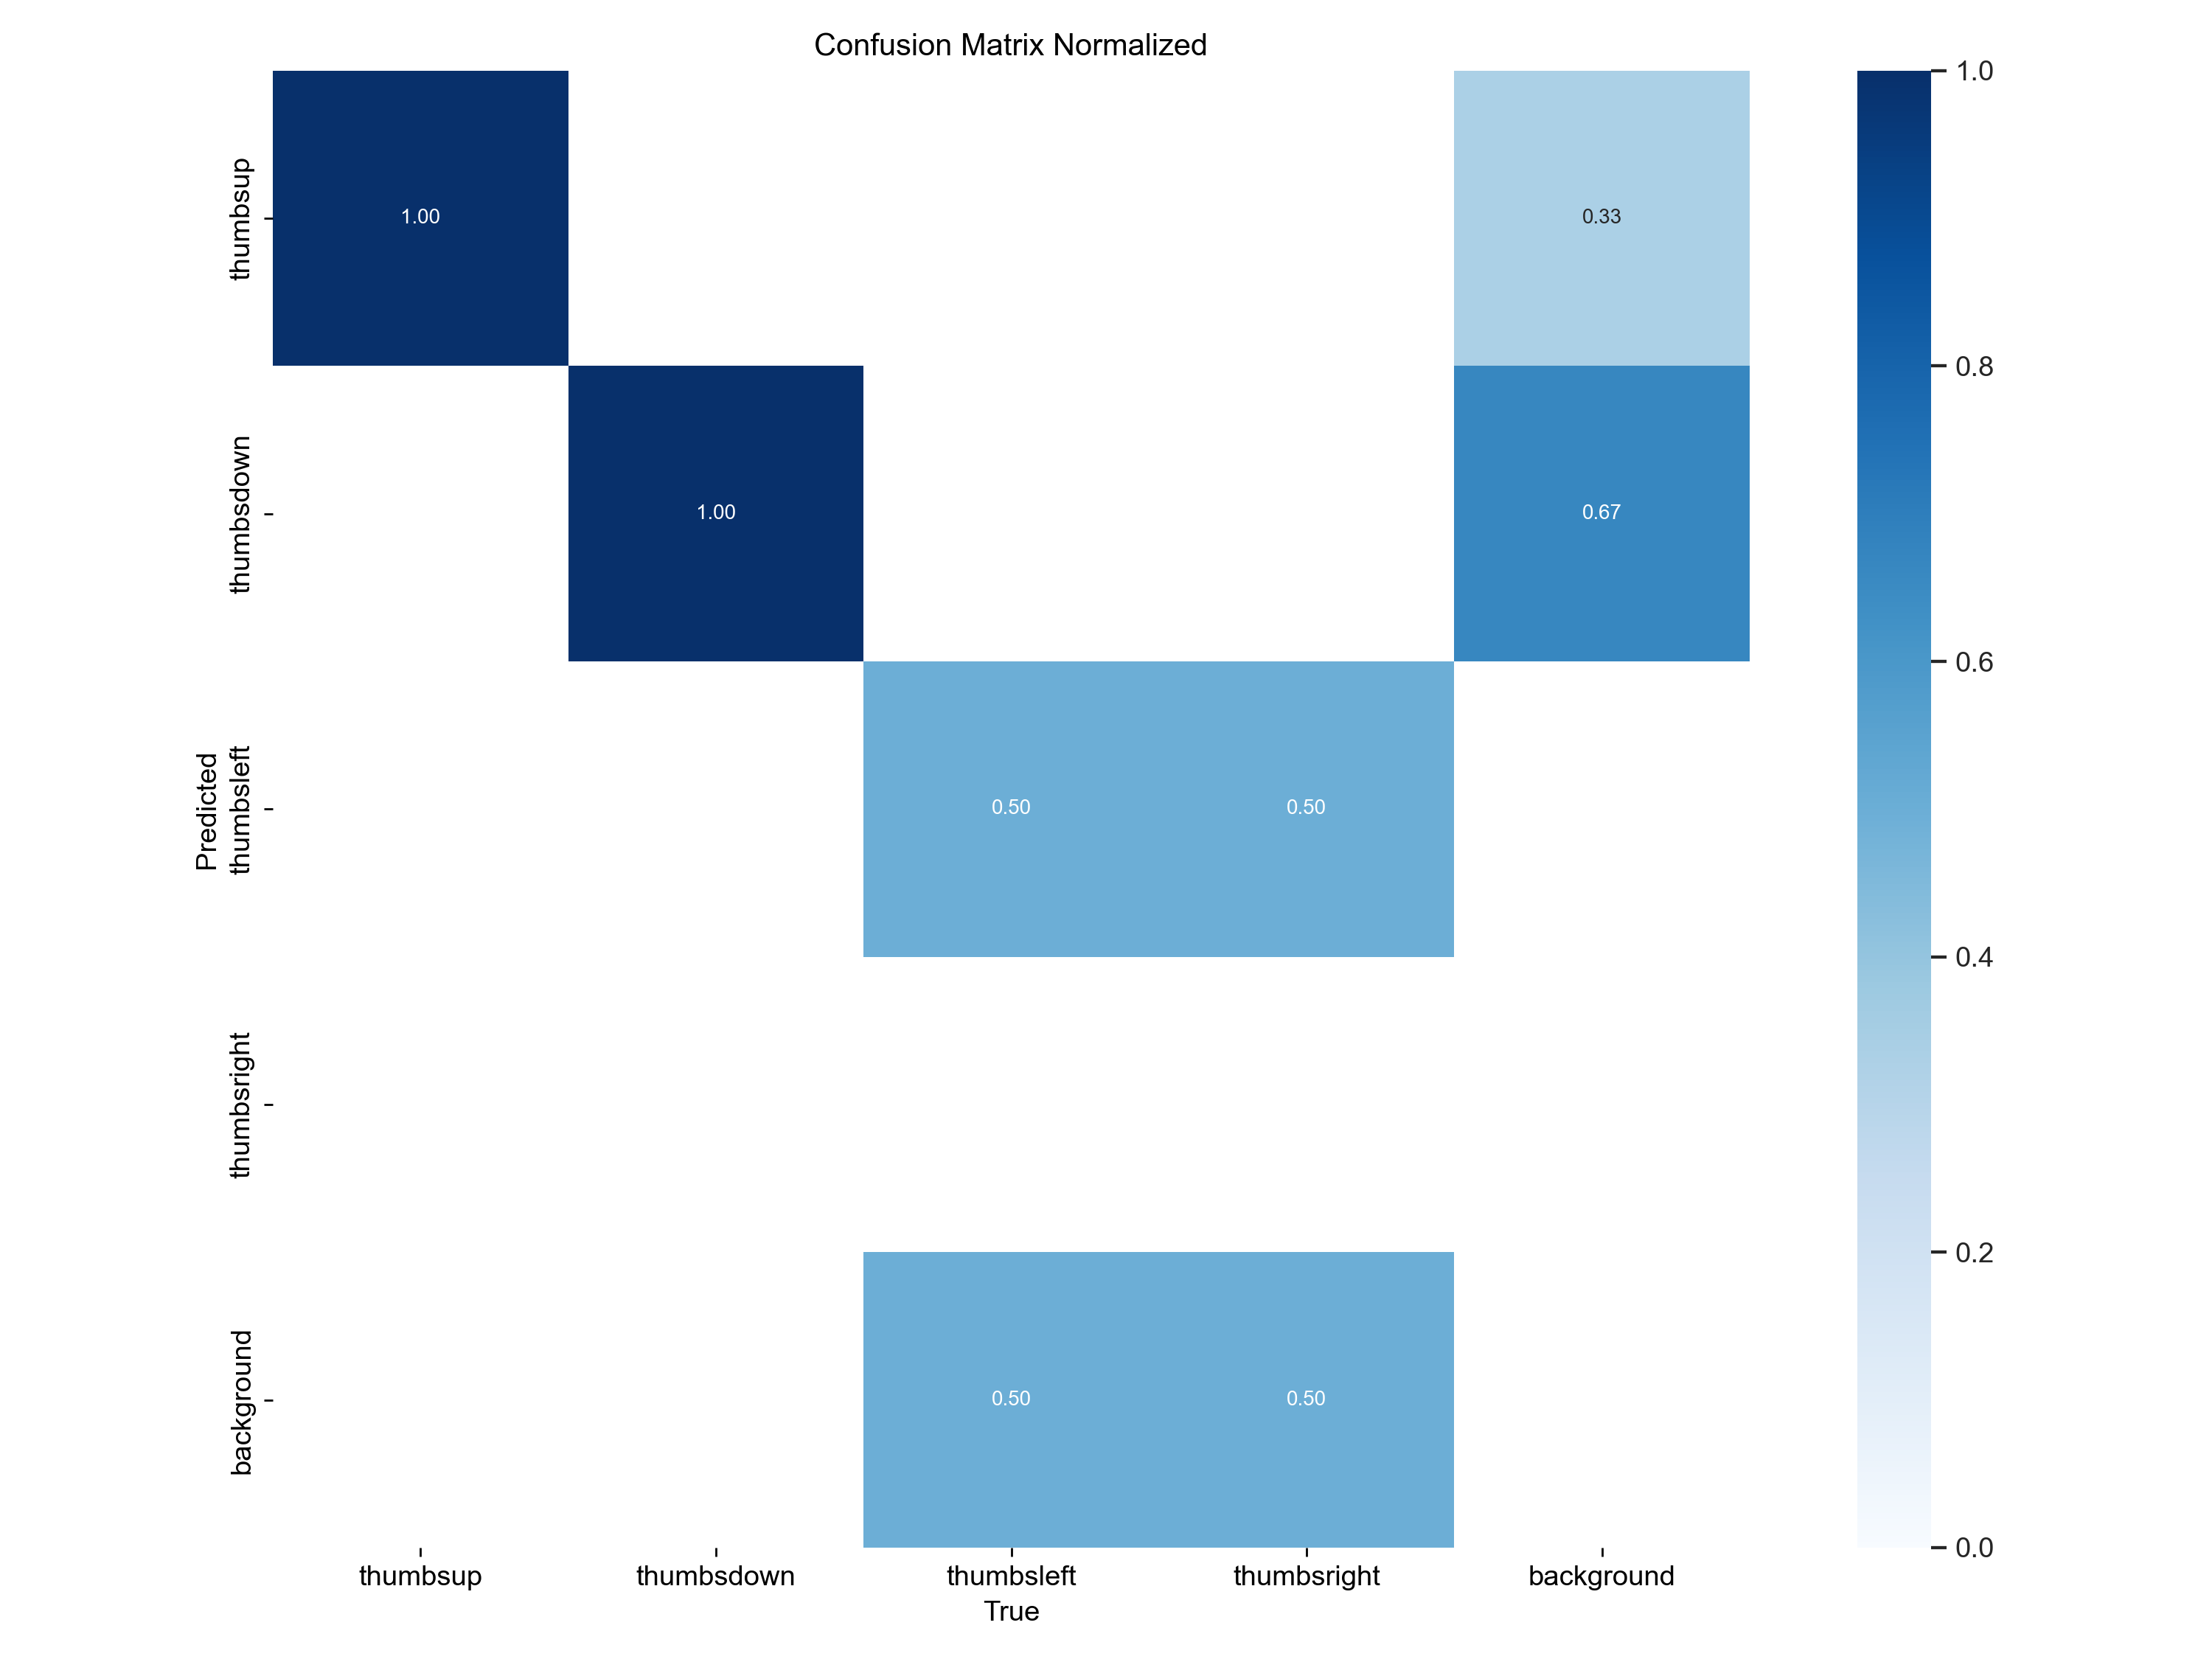 Confusion Matrix Normalized
1.0
thumbsup
1.00
0.33
0.8
thumbsdown
1.00
0.67
0.6
Predicted
thumbsleft
0.50
0.50
0.4
thumbsright
0.2
background
0.50
0.50
0.0
thumbsup
thumbsdown
thumbsleft
thumbsright
background
True